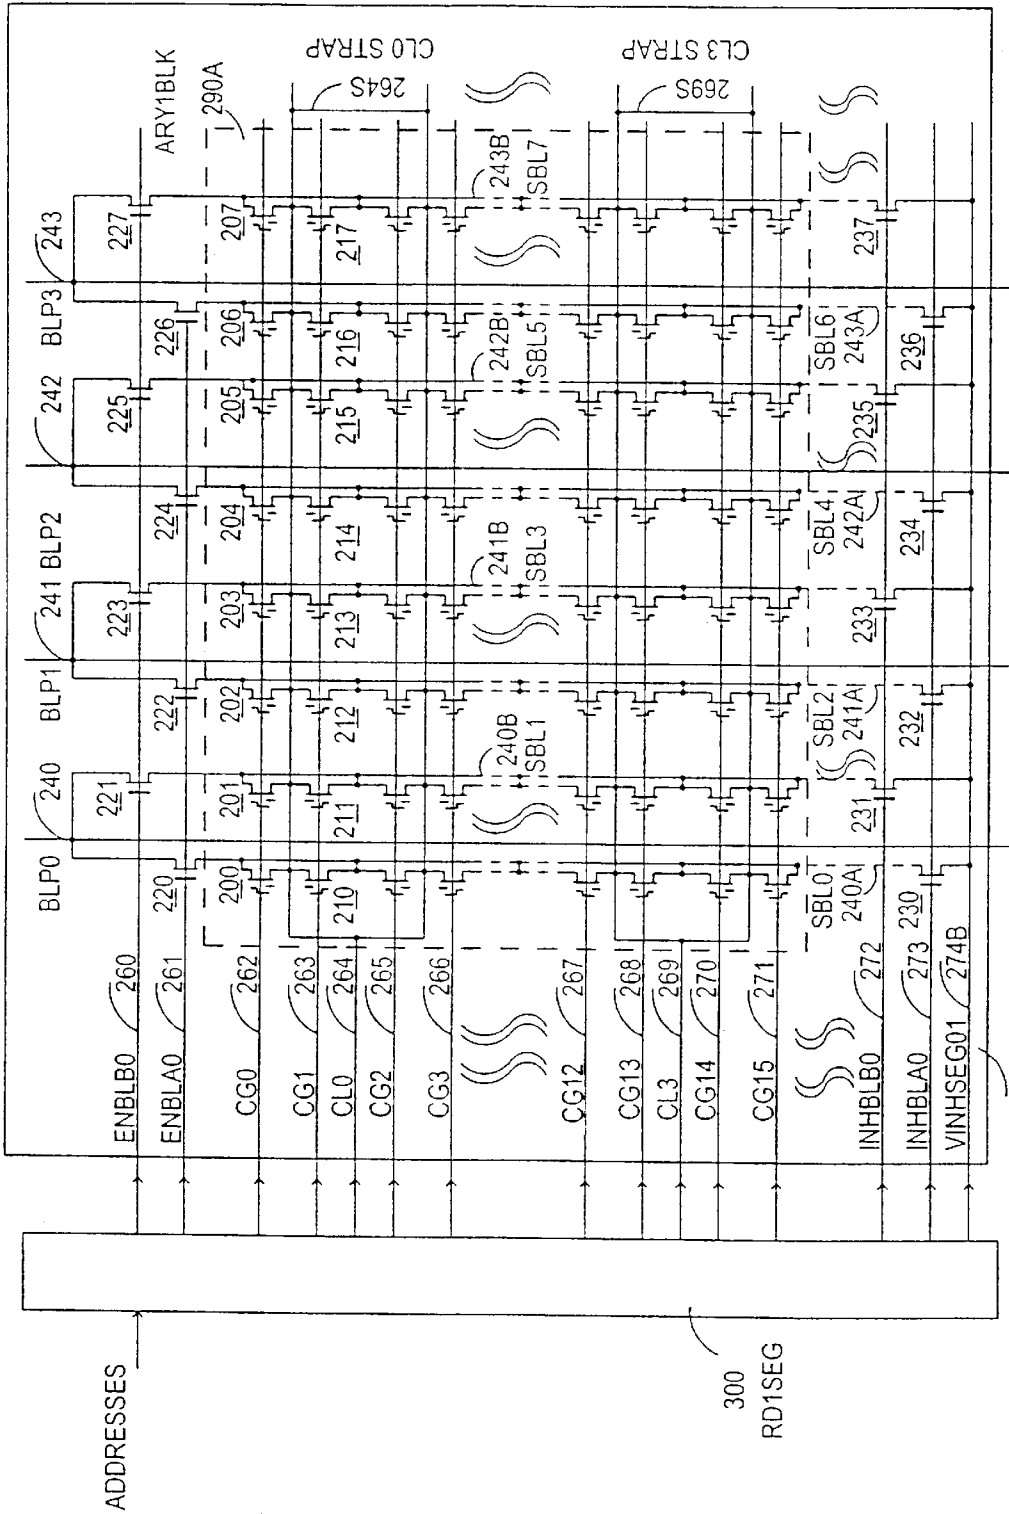 ADDRESSES
300
RD1SEG
ENBLB0 260
ENBLA0 261
CG0 262
CG1 263
CL0 264
CG2 265
CG3 266
CG12 267
CG13 268
CL3 269
CG14 270
CG15 271
INHBLB0 272
INHBLA0 273
VINHSEG01 274B
BLP0 240
BLP1 241
BLP2 242
BLP3 243
221 223 225 227
220 222 224 226
ARY1BLK
290A
200 201 202 203 204 205 206 207
210 211 212 213 214 215 216 217
CL0 STRAP
264S
240B 241B 242B 243B
SBL1 SBL3 SBL5 SBL7
CL3 STRAP
269S
SBL0 SBL2 SBL4 SBL6
240A 241A 242A 243A
231 233 235 237
230 232 234 236